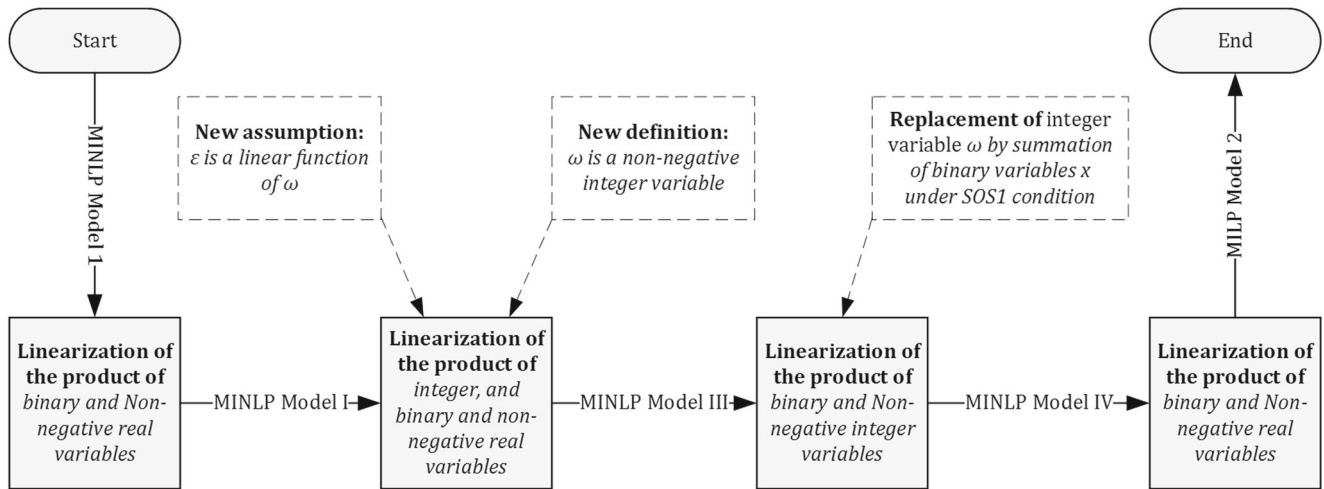 Start
End
MINLP Model 1
New assumption:
ε is a linear function
of ω
New definition:
ω is a non-negative
integer variable
Replacement of integer
variable ω by summation
of binary variables x
under SOS1 condition
MILP Model 2
Linearization of
the product of
binary and Non-
negative real
variables
MINLP Model I
Linearization of
the product of
integer, and
binary and non-
negative real
variables
MINLP Model III
Linearization of
the product of
binary and Non-
negative integer
variables
MINLP Model IV
Linearization of
the product of
binary and Non-
negative real
variables